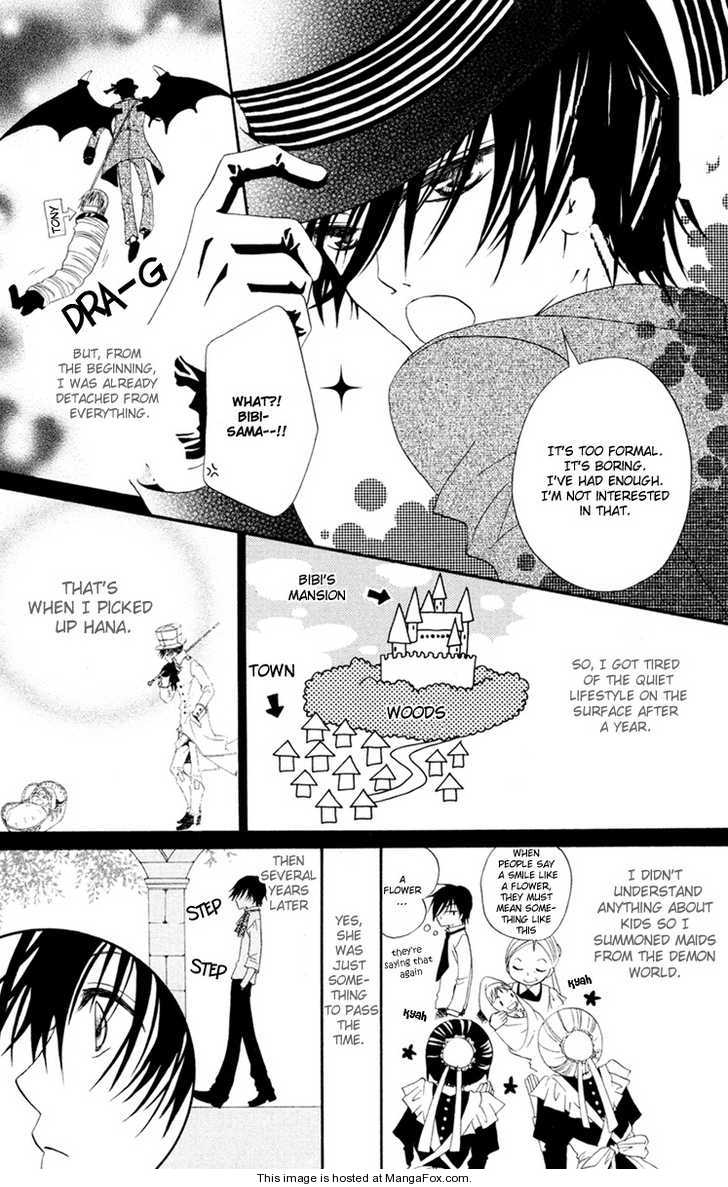 IT'S TOO FORMAL.
IT'S BORING.
I'VE HAD ENOUGH.
I'M NOT INTERESTED
IN THAT.
WHAT?!
BIBI-
SAMA--!!
TONY
DRA-G
BUT, FROM
THE BEGINNING,
I WAS ALREADY
DETACHED FROM
EVERYTHING.
SO, I GOT TIRED
OF THE QUIET
LIFESTYLE ON THE
SURFACE AFTER
A YEAR.
BIBI'S
MANSION
TOWN
WOODS
THAT'S
WHEN I PICKED
UP HANA.
I DIDN'T
UNDERSTAND
ANYTHING ABOUT
KIDS SO I
SUMMONED MAIDS
FROM THE DEMON
WORLD.
WHEN
PEOPLE SAY
A SMILE LIKE
A FLOWER,
THEY MUST
MEAN SOME-
THING LIKE
THIS
A
FLOWER
...
they're
saying that
again
Kyah
Kyah
YES,
SHE
WAS
JUST
SOME-
THING
TO PASS
THE
TIME.
THEN
SEVERAL
YEARS
LATER
STEP
STEP
This image is hosted at MangaFox.com.